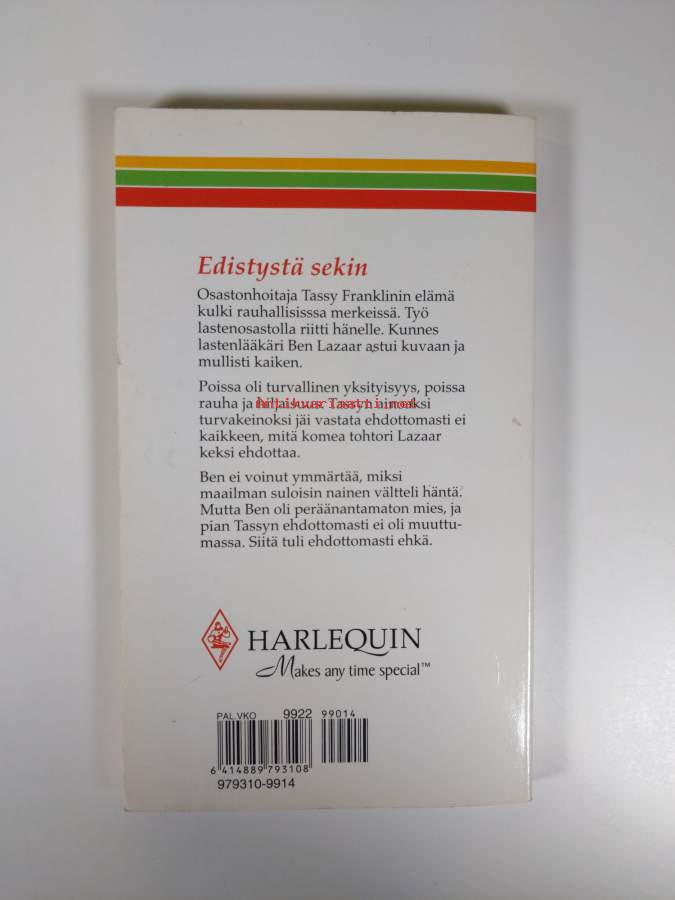 Edistystä sekin
Osastonhoitaja Tassy Franklinin elämä
kulki rauhallisisssa merkeissä. Työ
lastenosastolla riitti hänelle. Kunnes
lastenlääkäri Ben Lazaar astui kuvaan ja
mullisti kaiken.
Poissa oli turvallinen yksityisyys, poissa
rauha ja hiljaisuus Tassyn ainoaksi
turvakeinoksi jäi vastata ehdottomasti ei
kaikkeen, mitä komea tohtori Lazaar
keksi ehdottaa.
Ben ei voinut ymmärtää, miksi
maailman suloisin nainen vältteli häntä.
Mutta Ben oli peräänantamaton mies, ja
pian Tassyn ehdottomasti ei oli muuttu-
massa. Siitä tuli ehdottomasti ehkä.
HARLEQUIN
Makes any time special™
PAL.VKO 9922 99014
6 414889 793108
979310-9914